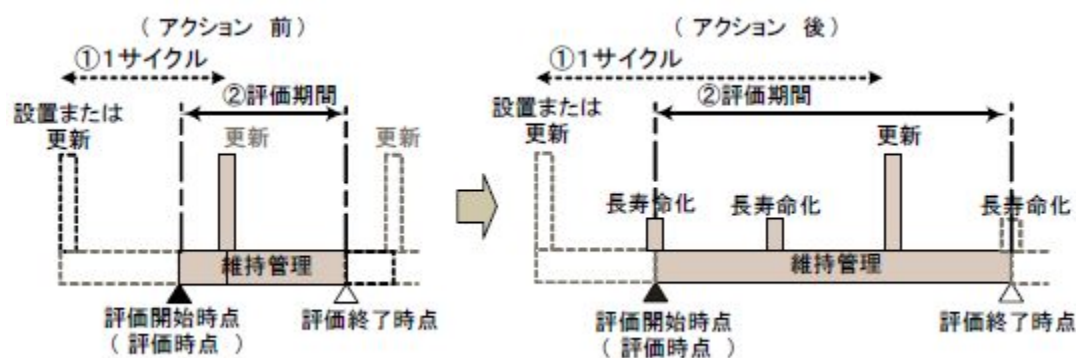 （ アクション 前 ）
①1サイクル
②評価期間
設置または
更新
更新
更新
維持管理
評価開始時点
（ 評価時点 ）
評価終了時点
（ アクション 後 ）
①1サイクル
②評価期間
設置または
更新
更新
長寿命化
長寿命化
長寿命化
維持管理
評価開始時点
（ 評価時点 ）
評価終了時点